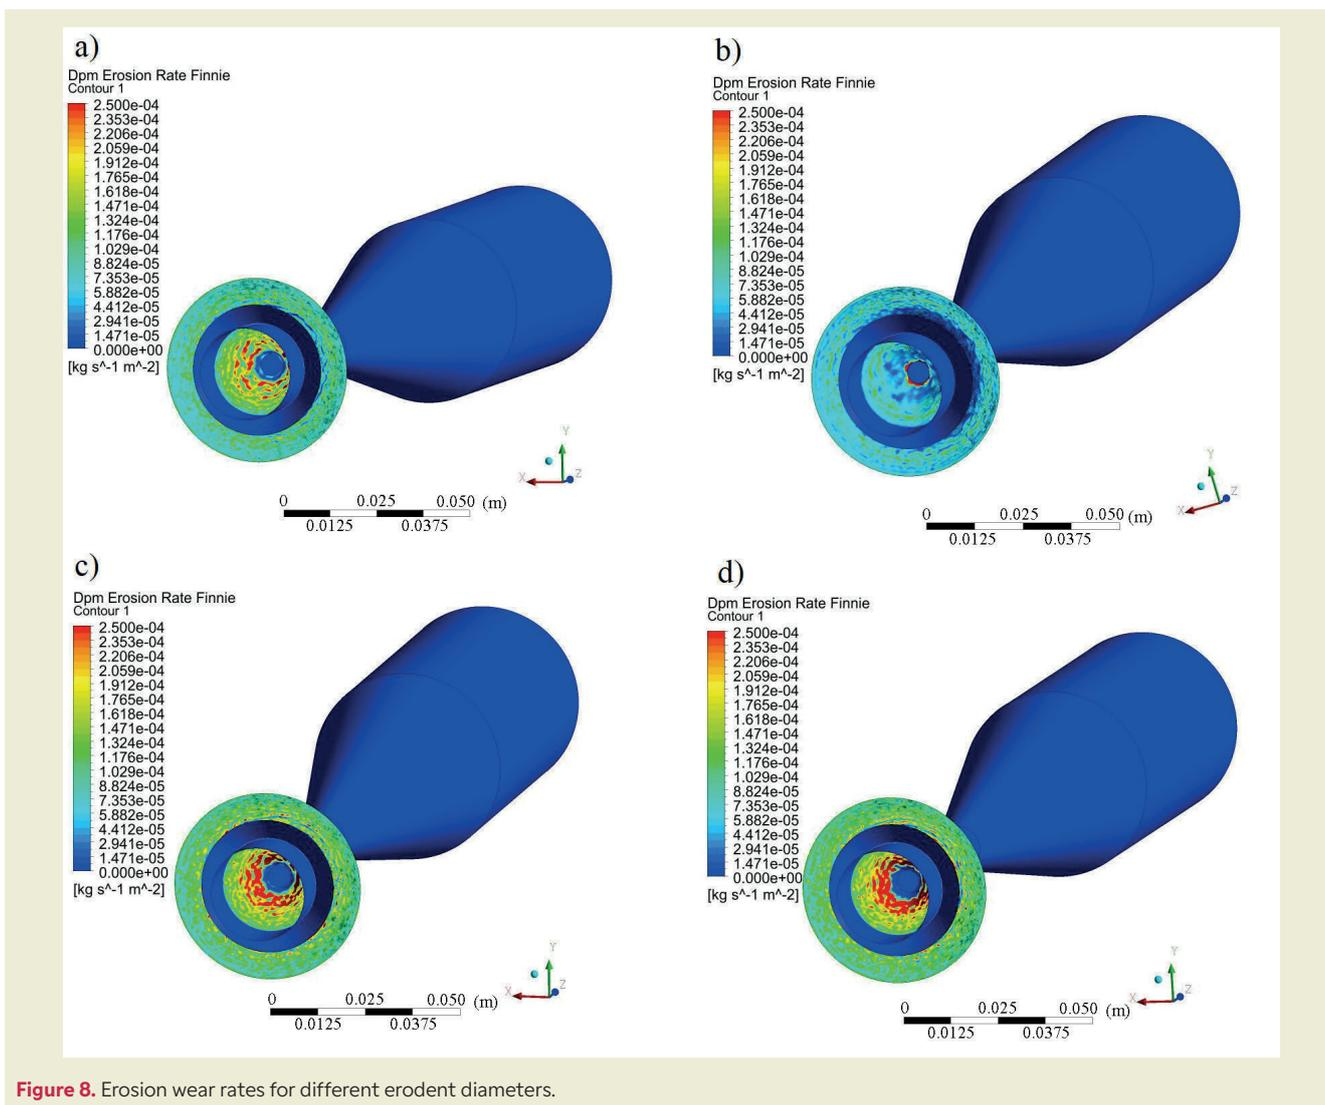 a)
Dpm Erosion Rate Finnie
Contour 1
2.500e-04
2.353e-04
2.206e-04
2.059e-04
1.912e-04
1.765e-04
1.618e-04
1.471e-04
1.324e-04
1.176e-04
1.029e-04
8.824e-05
7.353e-05
5.882e-05
4.412e-05
2.941e-05
1.471e-05
0.000e+00
[kg s^-1 m^-2]
Y
X
Z
0 0.025 0.050 (m)
0.0125 0.0375
b)
Dpm Erosion Rate Finnie
Contour 1
2.500e-04
2.353e-04
2.206e-04
2.059e-04
1.912e-04
1.765e-04
1.618e-04
1.471e-04
1.324e-04
1.176e-04
1.029e-04
8.824e-05
7.353e-05
5.882e-05
4.412e-05
2.941e-05
1.471e-05
0.000e+00
[kg s^-1 m^-2]
Y
Z
X
0 0.025 0.050 (m)
0.0125 0.0375
c)
Dpm Erosion Rate Finnie
Contour 1
2.500e-04
2.353e-04
2.206e-04
2.059e-04
1.912e-04
1.765e-04
1.618e-04
1.471e-04
1.324e-04
1.176e-04
1.029e-04
8.824e-05
7.353e-05
5.882e-05
4.412e-05
2.941e-05
1.471e-05
0.000e+00
[kg s^-1 m^-2]
Y
Z
X
0 0.025 0.050 (m)
0.0125 0.0375
d)
Dpm Erosion Rate Finnie
Contour 1
2.500e-04
2.353e-04
2.206e-04
2.059e-04
1.912e-04
1.765e-04
1.618e-04
1.471e-04
1.324e-04
1.176e-04
1.029e-04
8.824e-05
7.353e-05
5.882e-05
4.412e-05
2.941e-05
1.471e-05
0.000e+00
[kg s^-1 m^-2]
Y
X
Z
0 0.025 0.050 (m)
0.0125 0.0375
Figure 8. Erosion wear rates for different erodent diameters.